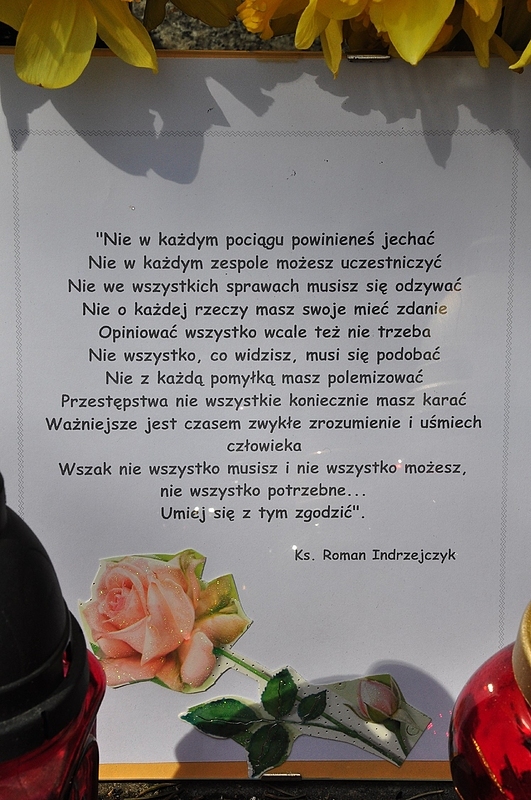 "Nie w każdym pociągu powinieneś jechać
Nie w każdym zespole możesz uczestniczyć
Nie we wszystkich sprawach musisz się odzywać
Nie o każdej rzeczy masz swoje mieć zdanie
Opiniować wszystko wcale też nie trzeba
Nie wszystko, co widzisz, musi się podobać
Nie z każdą pomyłką masz polemizować
Przestępstwa nie wszystkie koniecznie masz karać
Ważniejsze jest czasem zwykłe zrozumienie i uśmiech
człowieka
Wszak nie wszystko musisz i nie wszystko możesz,
nie wszystko potrzebne...
Umiej się z tym zgodzić".
Ks. Roman Indrzejczyk